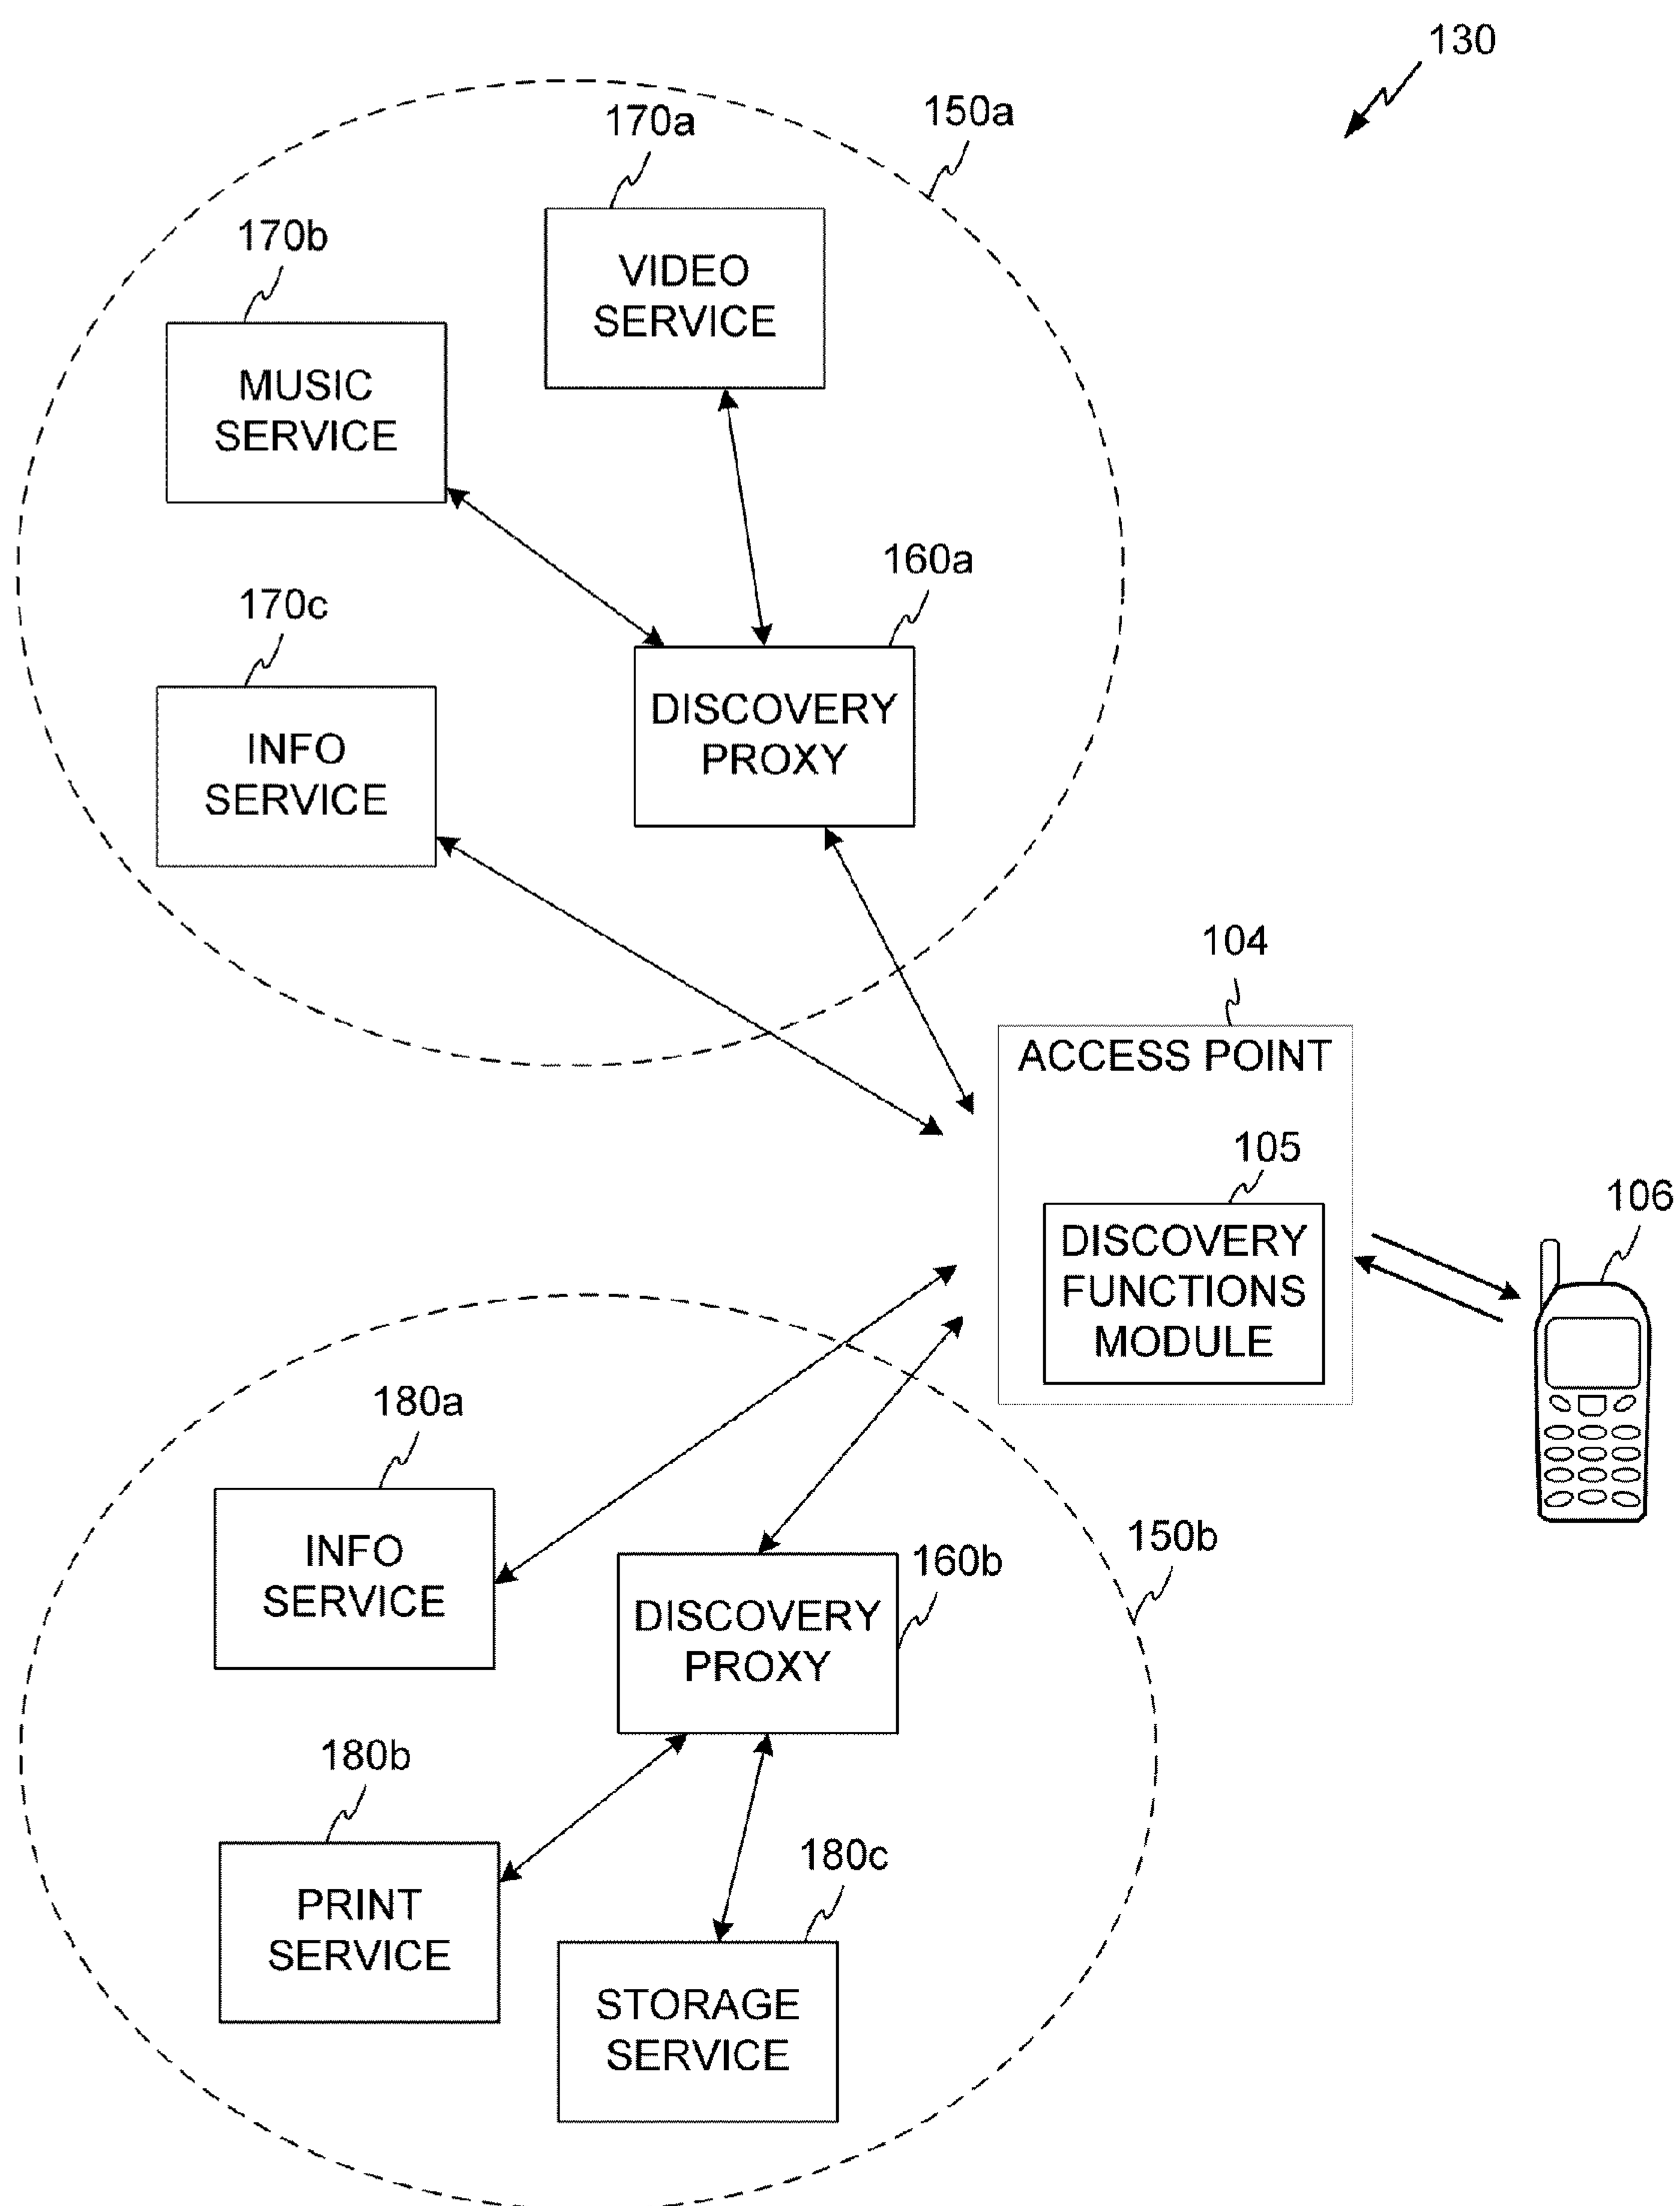 130
150a
170a
VIDEO
SERVICE
170b
MUSIC
SERVICE
160a
DISCOVERY
PROXY
170c
INFO
SERVICE
104
ACCESS POINT
105
DISCOVERY
FUNCTIONS
MODULE
106
180a
INFO
SERVICE
150b
160b
DISCOVERY
PROXY
180b
PRINT
SERVICE
180c
STORAGE
SERVICE